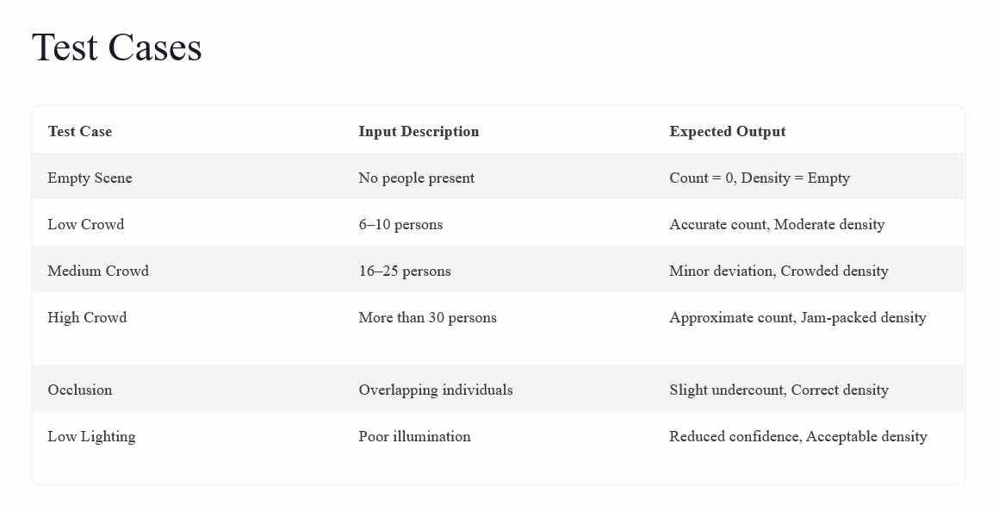 Test Cases
Test Case Input Description Expected Output
Empty Scene No people present Count = 0, Density = Empty
Low Crowd 6–10 persons Accurate count, Moderate density
Medium Crowd 16–25 persons Minor deviation, Crowded density
High Crowd More than 30 persons Approximate count, Jam-packed density
Occlusion Overlapping individuals Slight undercount, Correct density
Low Lighting Poor illumination Reduced confidence, Acceptable density